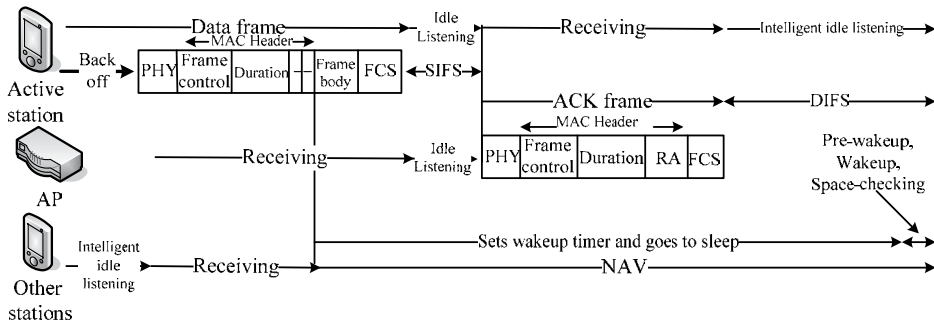 Data frame
Idle
Listening
Receiving
Intelligent idle listening
MAC Header
Back
off
PHY
Frame
control
Duration
Frame
body
FCS
SIFS
Active
station
ACK frame
DIFS
MAC Header
Receiving
Idle
Listening
PHY
Frame
control
Duration
RA
FCS
Pre-wakeup,
Wakeup,
Space-checking
AP
Sets wakeup timer and goes to sleep
Intelligent
idle
listening
Receiving
NAV
Other
stations